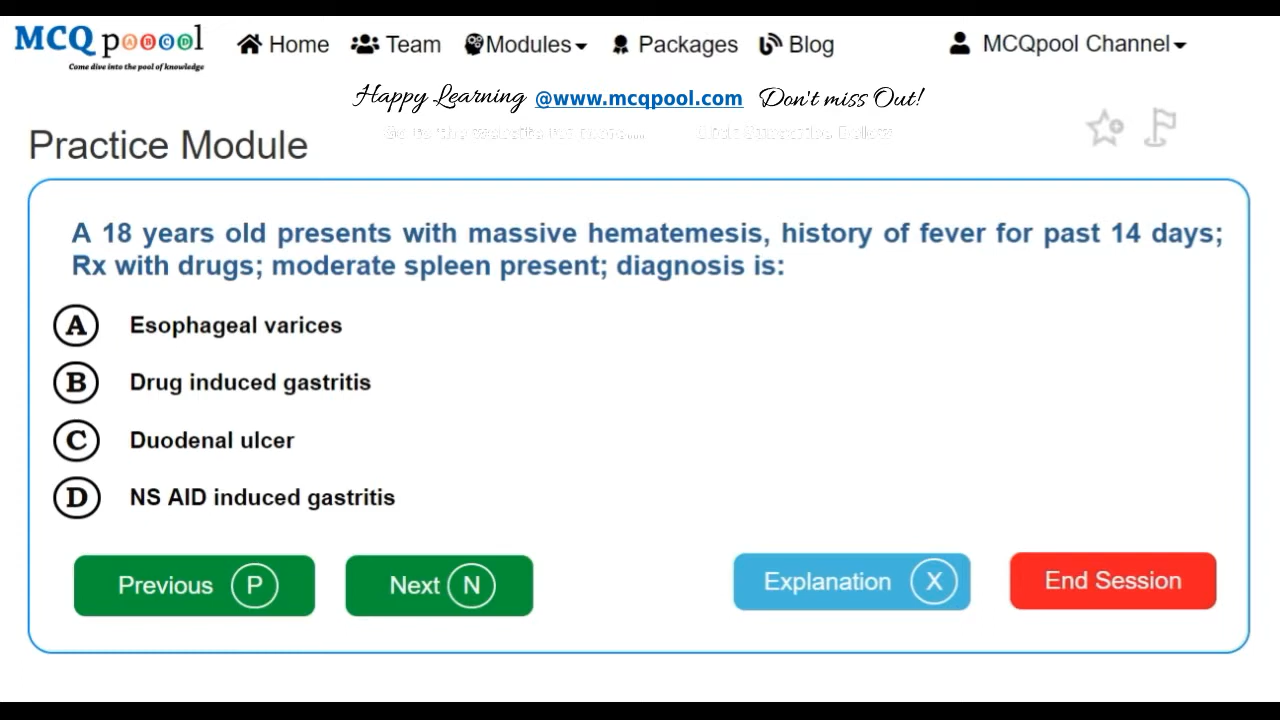 MCQ pooool
Come dive into the pool of knowledge
Home Team Modules Packages Blog MCQpool Channel
Happy Learning @www.mcqpool.com Don't miss Out!
Practice Module
A 18 years old presents with massive hematemesis, history of fever for past 14 days;
Rx with drugs; moderate spleen present; diagnosis is:
A Esophageal varices
B Drug induced gastritis
C Duodenal ulcer
D NS AID induced gastritis
Previous P Next N Explanation X End Session